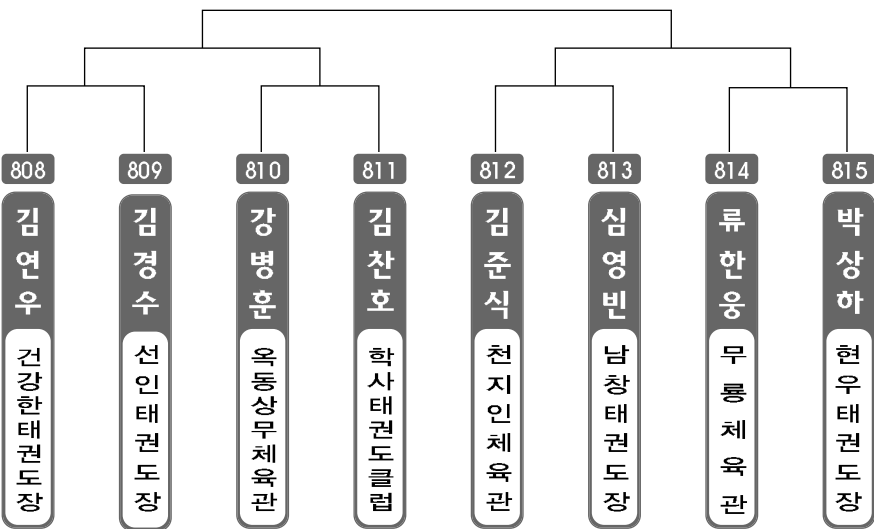 808
김연우
건강한태권도장
809
김경수
선인태권도장
810
강병훈
옥동상무체육관
811
김찬호
학사태권도클럽
812
김준식
천지인체육관
813
심영빈
남창태권도장
814
류한웅
무룡체육관
815
박상하
현우태권도장